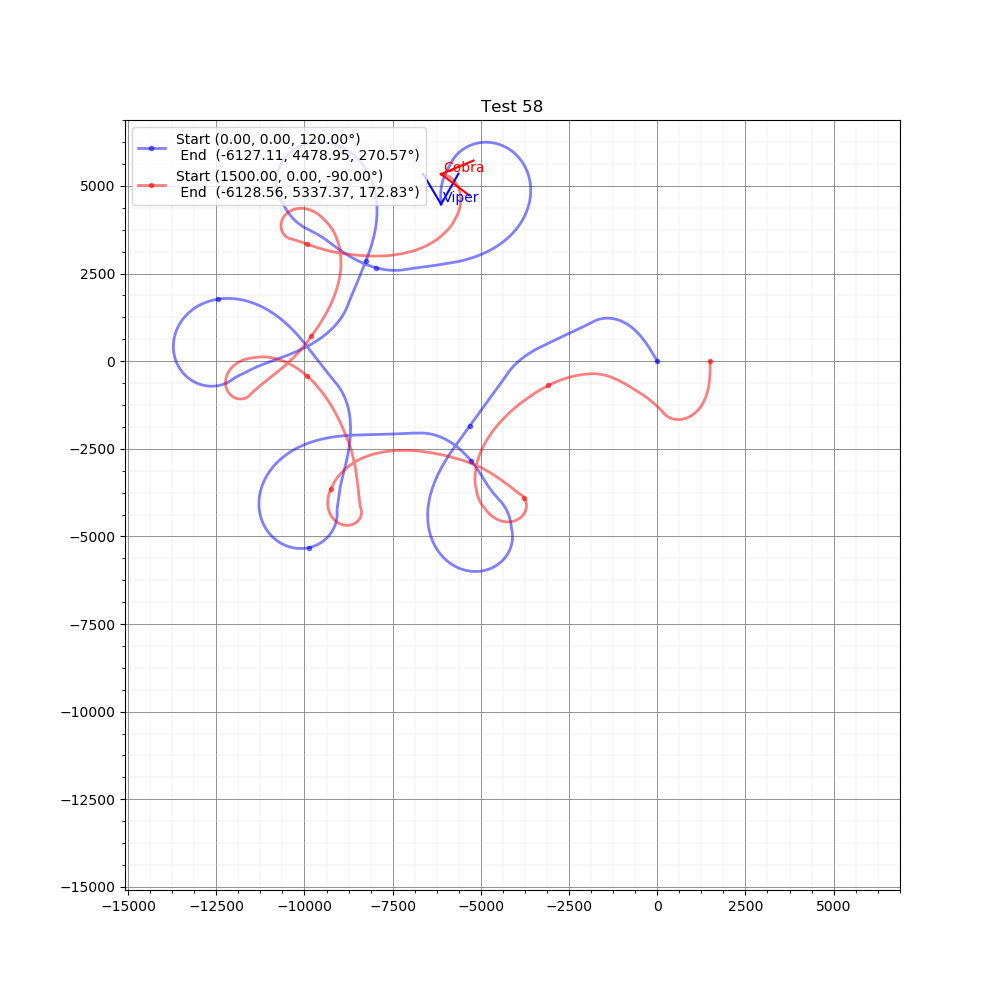 Test 58
Start (0.00, 0.00, 120.00°)
End (-6127.11, 4478.95, 270.57°)
Start (1500.00, 0.00, -90.00°)
End (-6128.56, 5337.37, 172.83°)
Cobra
Viper
5000
2500
0
−2500
−5000
−7500
−10000
−12500
−15000
−15000 −12500 −10000 −7500 −5000 −2500 0 2500 5000